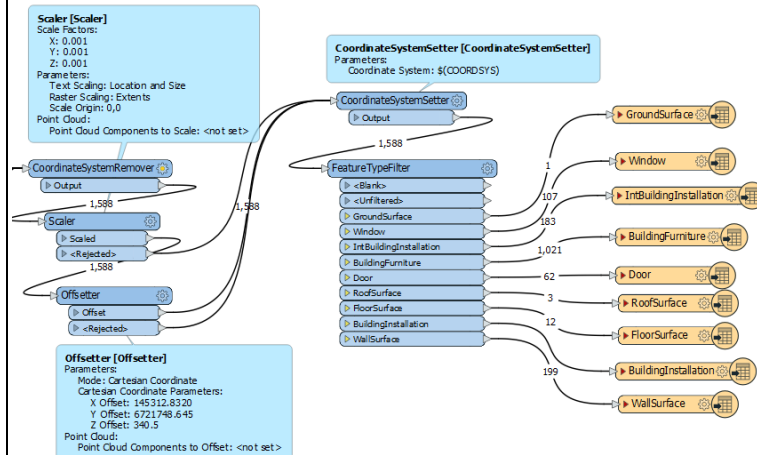 Scaler [Scaler]
Scale Factors:
X: 0.001
Y: 0.001
Z: 0.001
Parameters:
Text Scaling: Location and Size
Raster Scaling: Extents
Scale Origin: 0,0
Point Cloud:
Point Cloud Components to Scale: <not set>
CoordinateSystemRemover
Output
1,588
Scaler
Scaled
<Rejected>
1,588
Offsetter
Offset
<Rejected>
Offsetter [Offsetter]
Parameters:
Mode: Cartesian Coordinate
Cartesian Coordinate Parameters:
X Offset: 145312.8320
Y Offset: 6721748.645
Z Offset: 340.5
Point Cloud:
Point Cloud Components to Offset: <not set>
1,588
CoordinateSystemSetter [CoordinateSystemSetter]
Parameters:
Coordinate System: $(COORDSYS)
CoordinateSystemSetter
Output
1,588
FeatureTypeFilter
<Blank>
<Unfiltered>
GroundSurface
Window
IntBuildingInstallation
BuildingFurniture
Door
RoofSurface
FloorSurface
BuildingInstallation
WallSurface
1
107
183
1,021
62
3
12
199
GroundSurface
Window
IntBuildingInstallation
BuildingFurniture
Door
RoofSurface
FloorSurface
BuildingInstallation
WallSurface